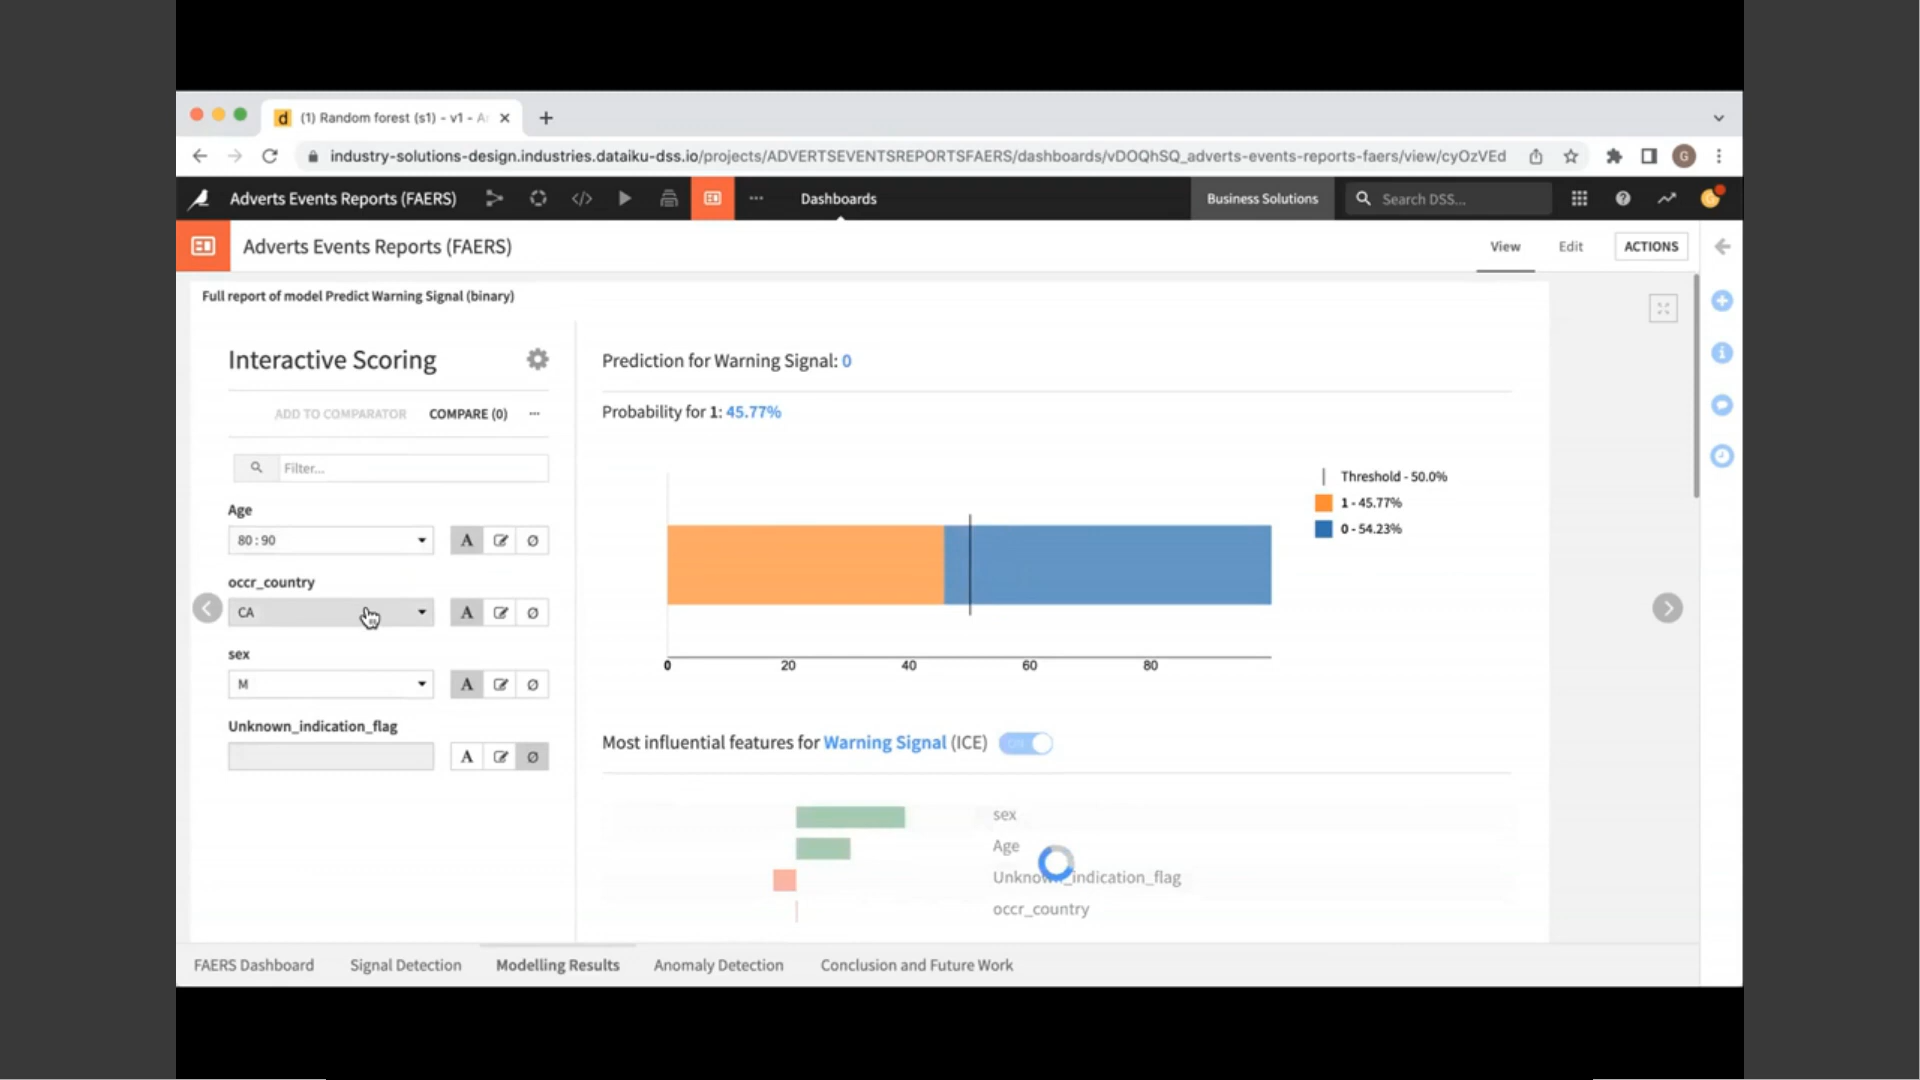 (1) Random forest (s1) - v1 - A
industry-solutions-design.industries.dataiku-dss.io/projects/ADVERTSEVENTSREPORTSFAERS/dashboards/vDOQhSQ_adverts-events-reports-faers/view/cyOzVEd
G
Adverts Events Reports (FAERS)
Dashboards
Business Solutions
Search DSS...
Adverts Events Reports (FAERS)
View
Edit
ACTIONS
Full report of model Predict Warning Signal (binary)
Interactive Scoring
ADD TO COMPARATOR
COMPARE (0)
Filter...
Age
80 : 90
A
occr_country
CA
A
sex
M
A
Unknown_indication_flag
A
Prediction for Warning Signal: 0
Probability for 1: 45.77%
Threshold - 50.0%
1 - 45.77%
0 - 54.23%
0 20 40 60 80
Most influential features for Warning Signal (ICE)
ON
sex
Age
Unknown_indication_flag
occr_country
FAERS Dashboard
Signal Detection
Modelling Results
Anomaly Detection
Conclusion and Future Work